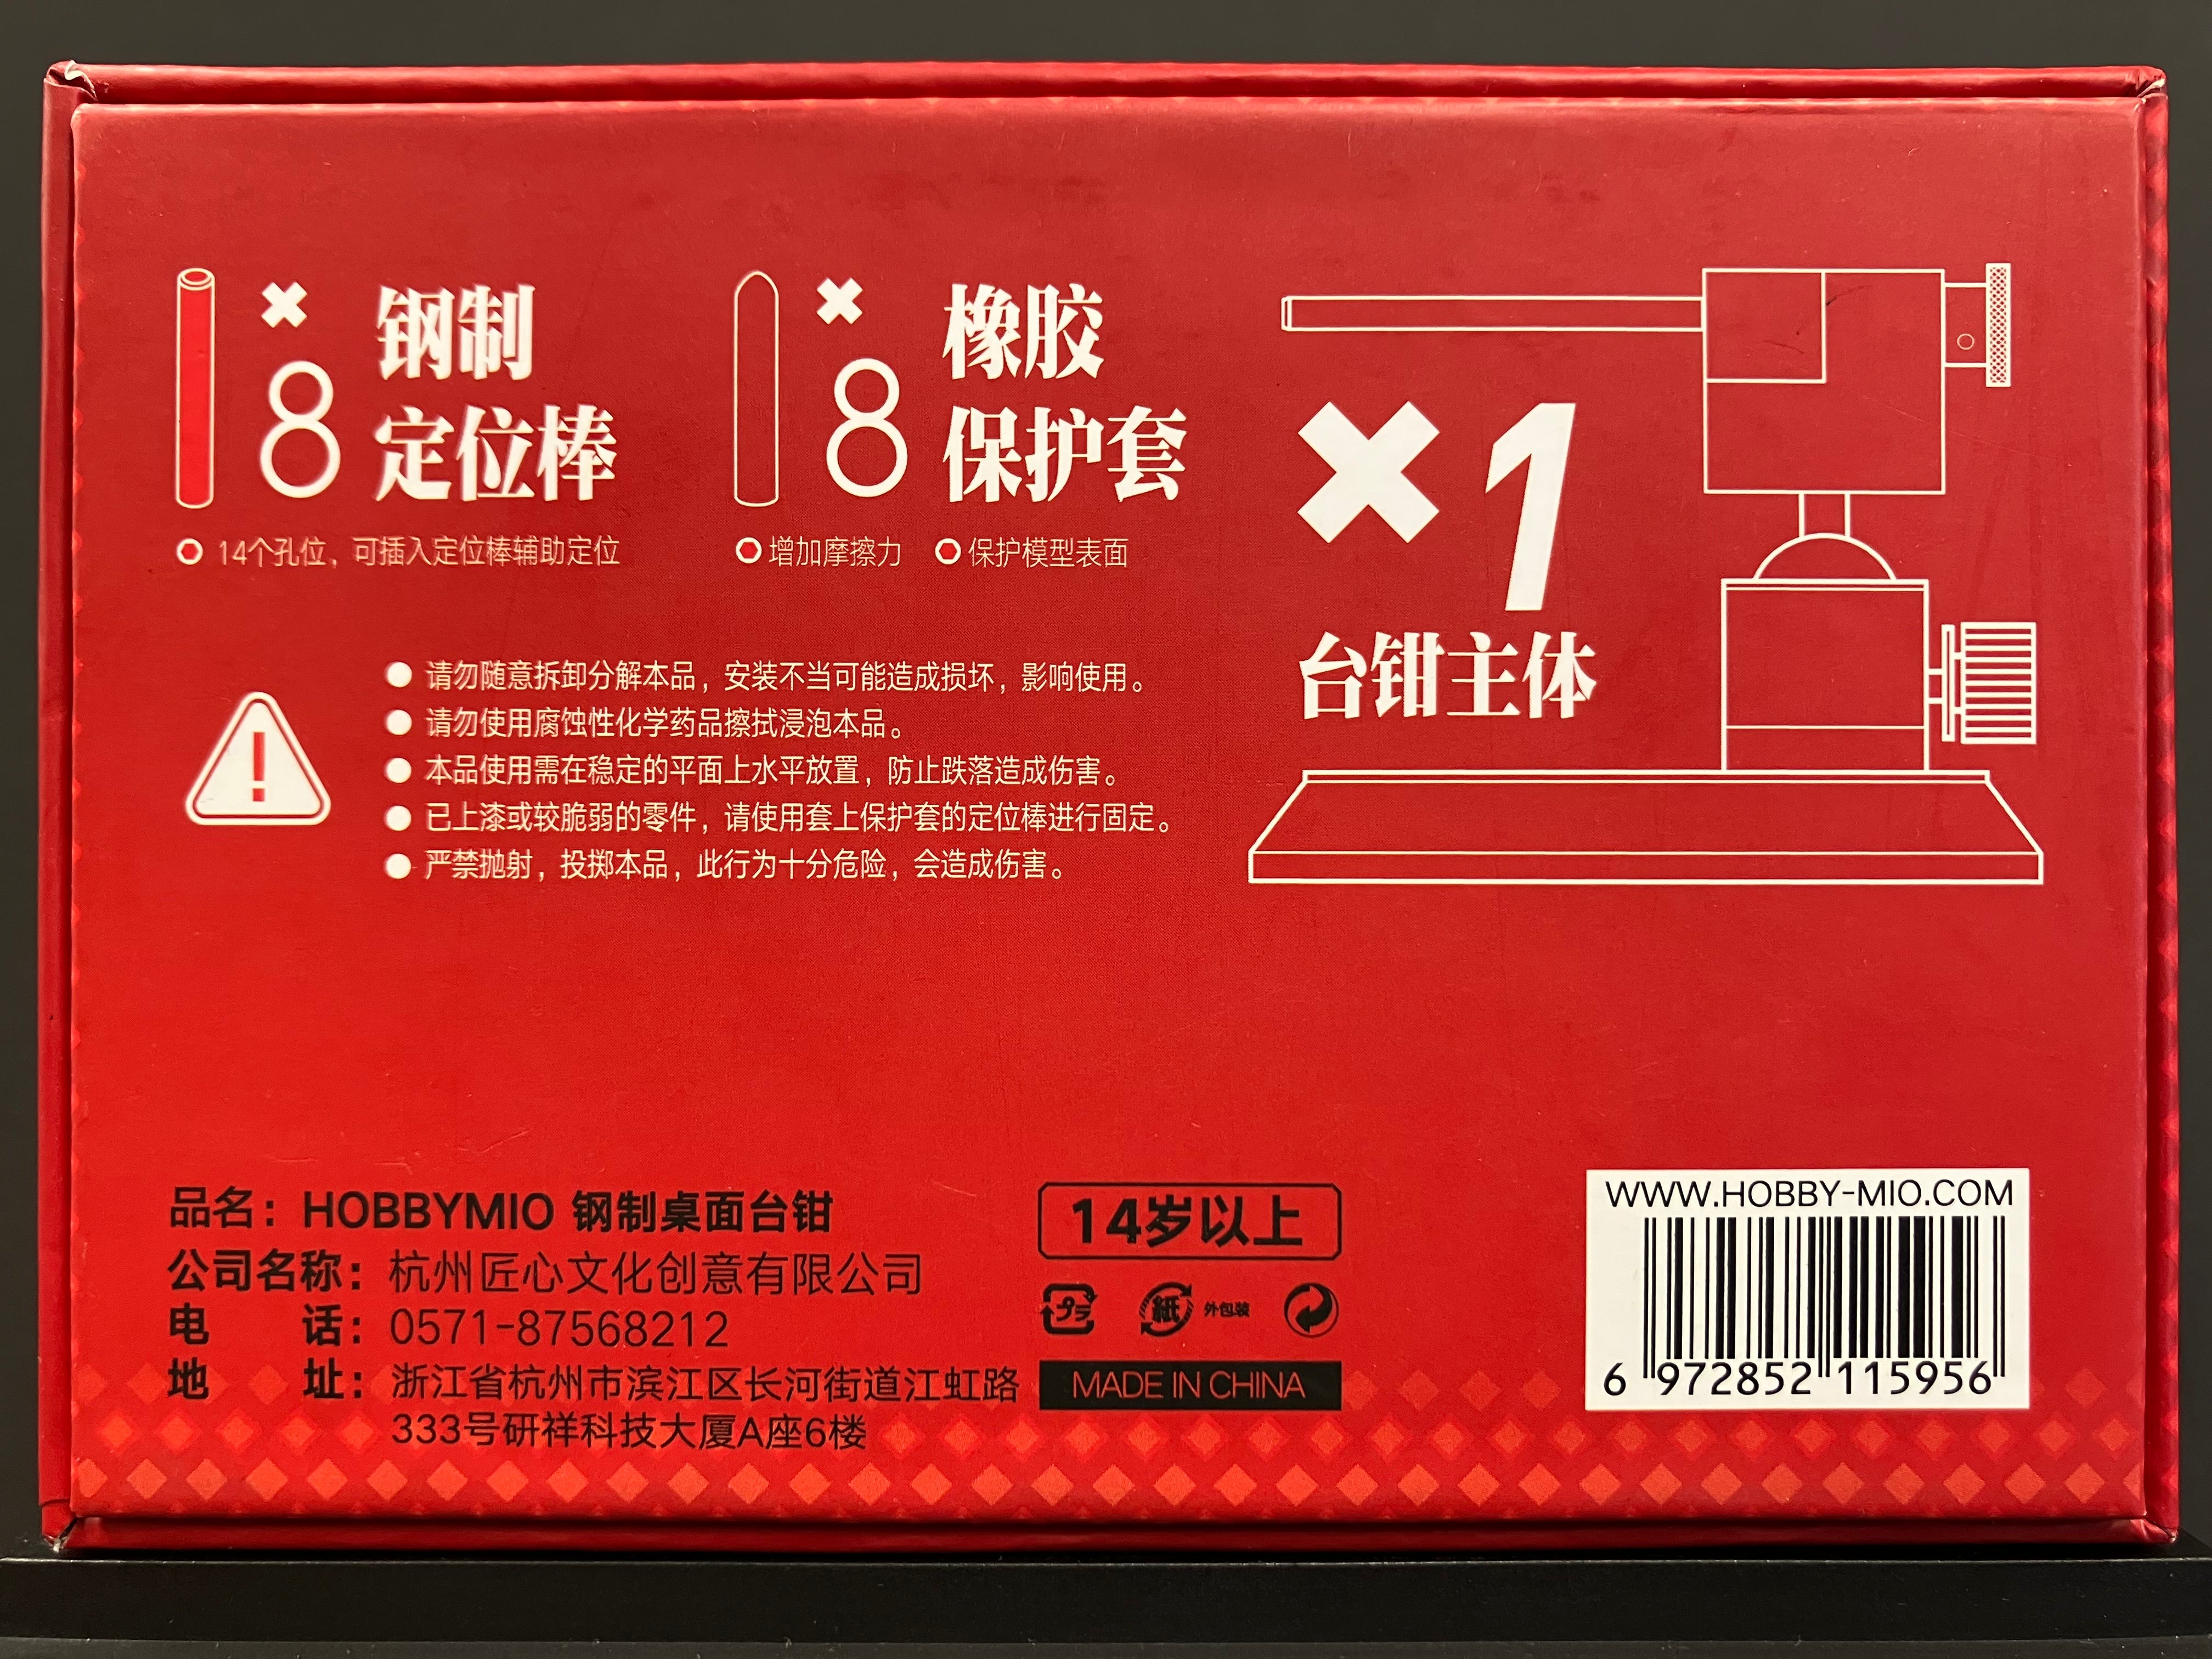 ×8 钢制
定位棒
14个孔位，可插入定位棒辅助定位
×8 橡胶
保护套
增加摩擦力 保护模型表面
×1
台钳主体
请勿随意拆卸分解本品，安装不当可能造成损坏，影响使用。
请勿使用腐蚀性化学药品擦拭浸泡本品。
本品使用需在稳定的平面上水平放置，防止跌落造成伤害。
已上漆或较脆弱的零件，请使用套上保护套的定位棒进行固定。
严禁抛射，投掷本品，此行为十分危险，会造成伤害。
品名：HOBBYMIO 钢制桌面台钳
公司名称：杭州匠心文化创意有限公司
电 话：0571-87568212
地 址：浙江省杭州市滨江区长河街道江虹路
333号研祥科技大厦A座6楼
14岁以上
プラ 紙 外包装
MADE IN CHINA
WWW.HOBBY-MIO.COM
6 972852 115956